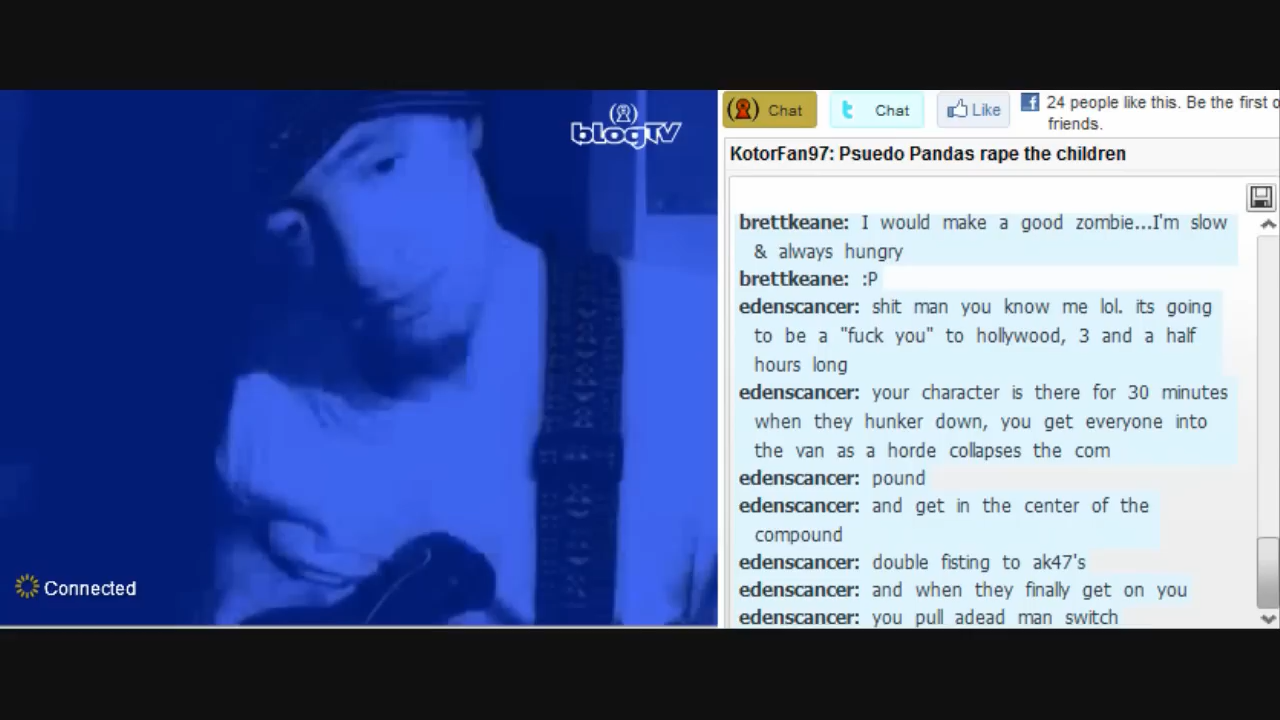 blogTV
Connected
Chat
Chat
Like
24 people like this. Be the first o
friends.
KotorFan97: Psuedo Pandas rape the children
brettkeane: I would make a good zombie...I'm slow
& always hungry
brettkeane: :P
edenscancer: shit man you know me lol. its going
to be a "fuck you" to hollywood, 3 and a half
hours long
edenscancer: your character is there for 30 minutes
when they hunker down, you get everyone into
the van as a horde collapses the com
edenscancer: pound
edenscancer: and get in the center of the
compound
edenscancer: double fisting to ak47's
edenscancer: and when they finally get on you
edenscancer: you pull adead man switch